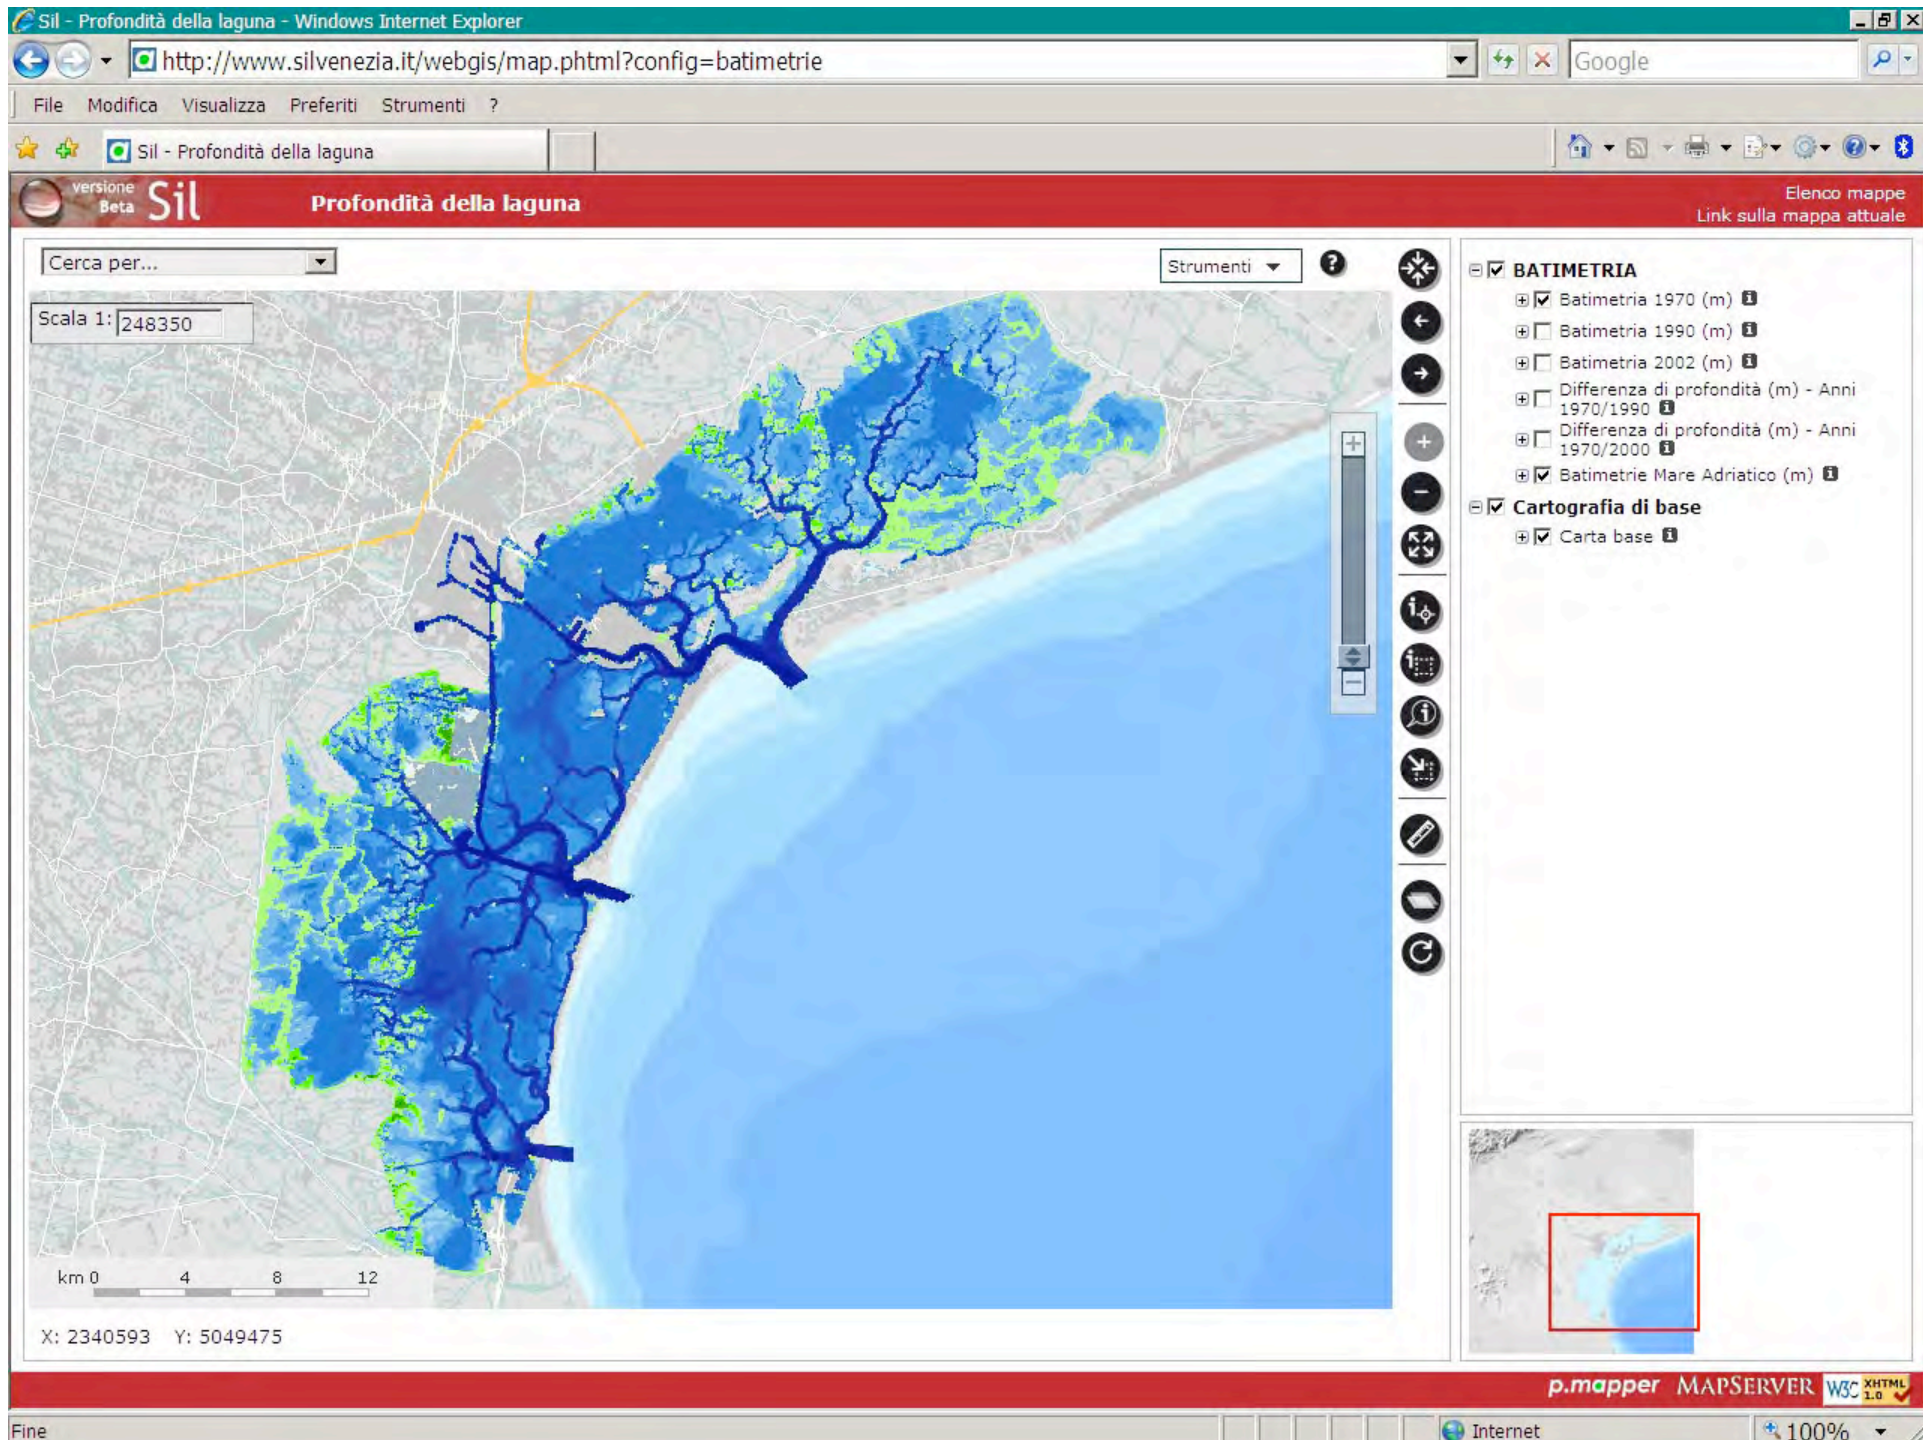 Sil - Profondità della laguna - Windows Internet Explorer
http://www.silvenezia.it/webgis/map.phtml?config=batimetrie
Google
File Modifica Visualizza Preferiti Strumenti ?
Sil - Profondità della laguna
versione Beta Sil
Profondità della laguna
Elenco mappe
Link sulla mappa attuale
Cerca per...
Strumenti
Scala 1: 248350
BATIMETRIA
Batimetria 1970 (m)
Batimetria 1990 (m)
Batimetria 2002 (m)
Differenza di profondità (m) - Anni
1970/1990
Differenza di profondità (m) - Anni
1970/2000
Batimetrie Mare Adriatico (m)
Cartografia di base
Carta base
km 0 4 8 12
X: 2340593 Y: 5049475
p.mapper MAPSERVER W3C XHTML 1.0
Fine
Internet
100%